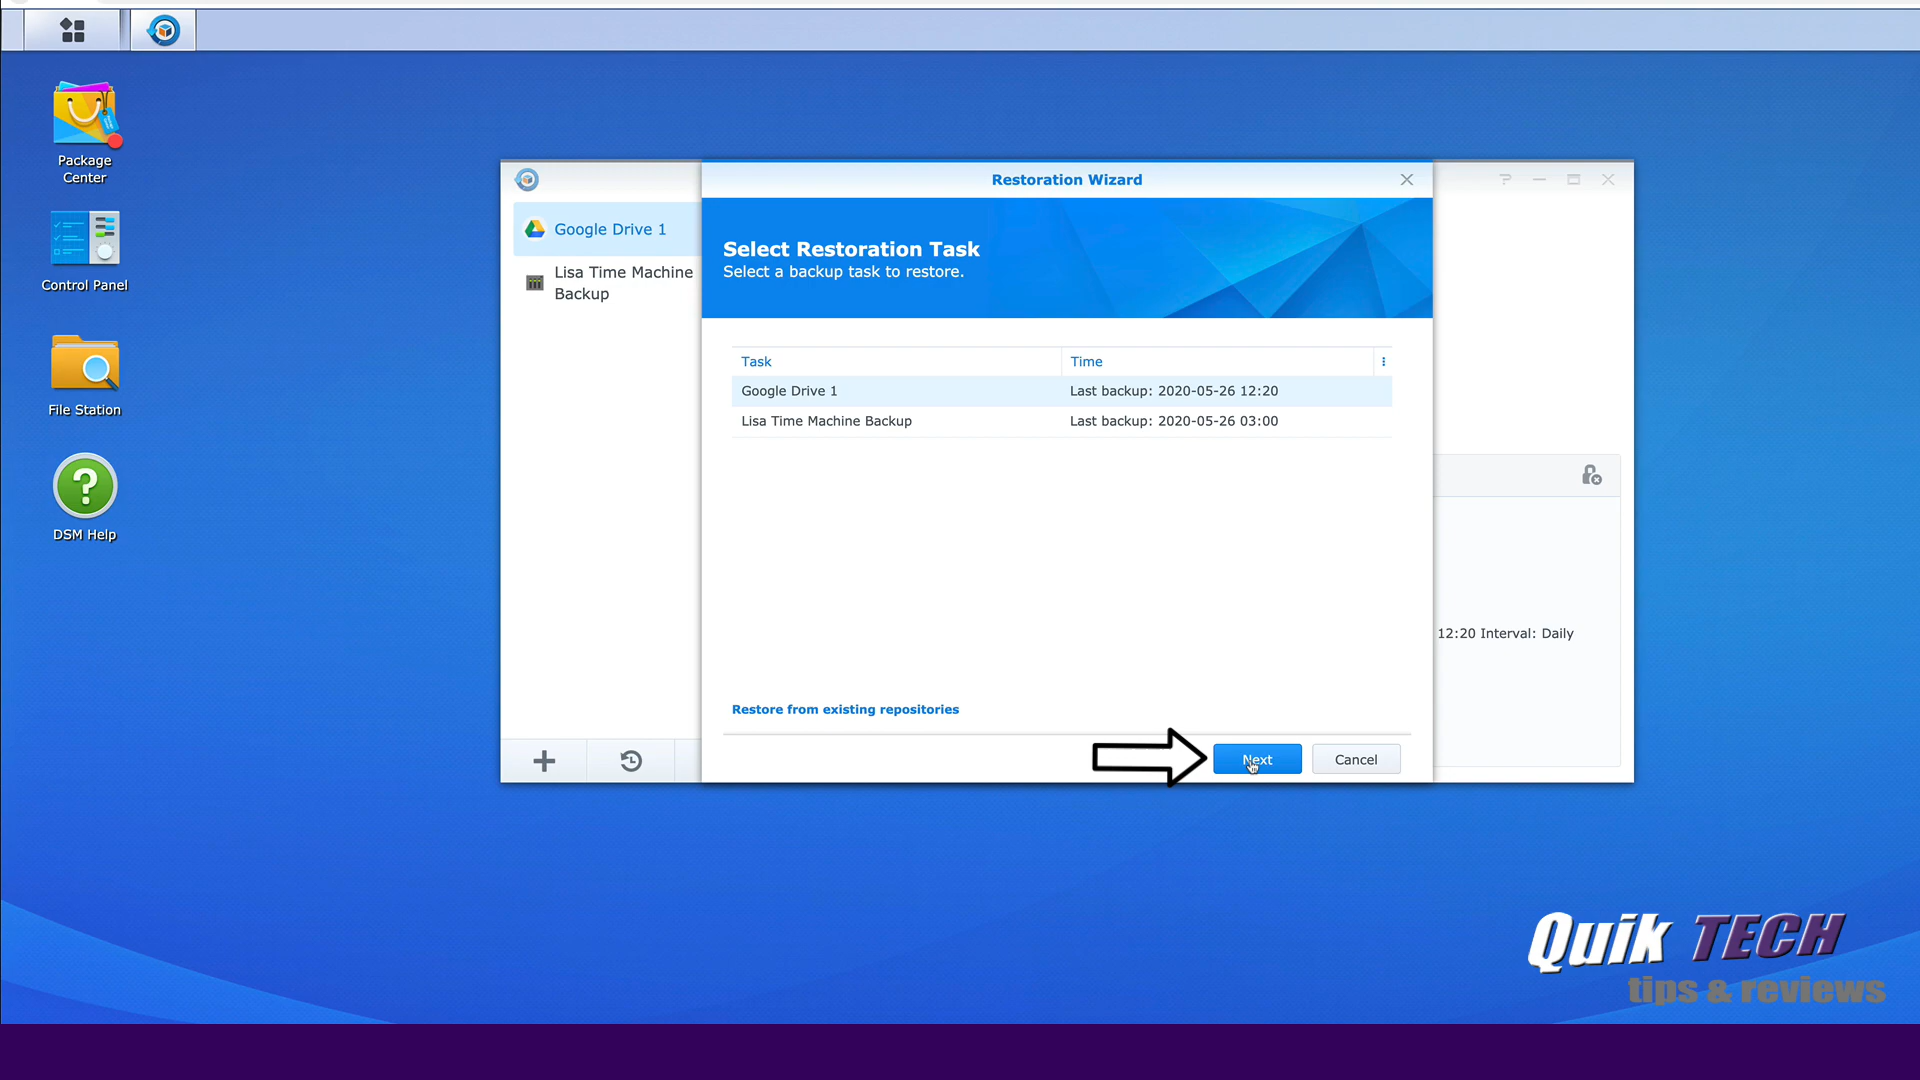 Package
Center
Control Panel
File Station
DSM Help
Google Drive 1
Lisa Time Machine
Backup
Restoration Wizard
Select Restoration Task
Select a backup task to restore.
Task Time
Google Drive 1 Last backup: 2020-05-26 12:20
Lisa Time Machine Backup Last backup: 2020-05-26 03:00
12:20 Interval: Daily
Restore from existing repositories
Next Cancel
Quik TECH
tips & reviews